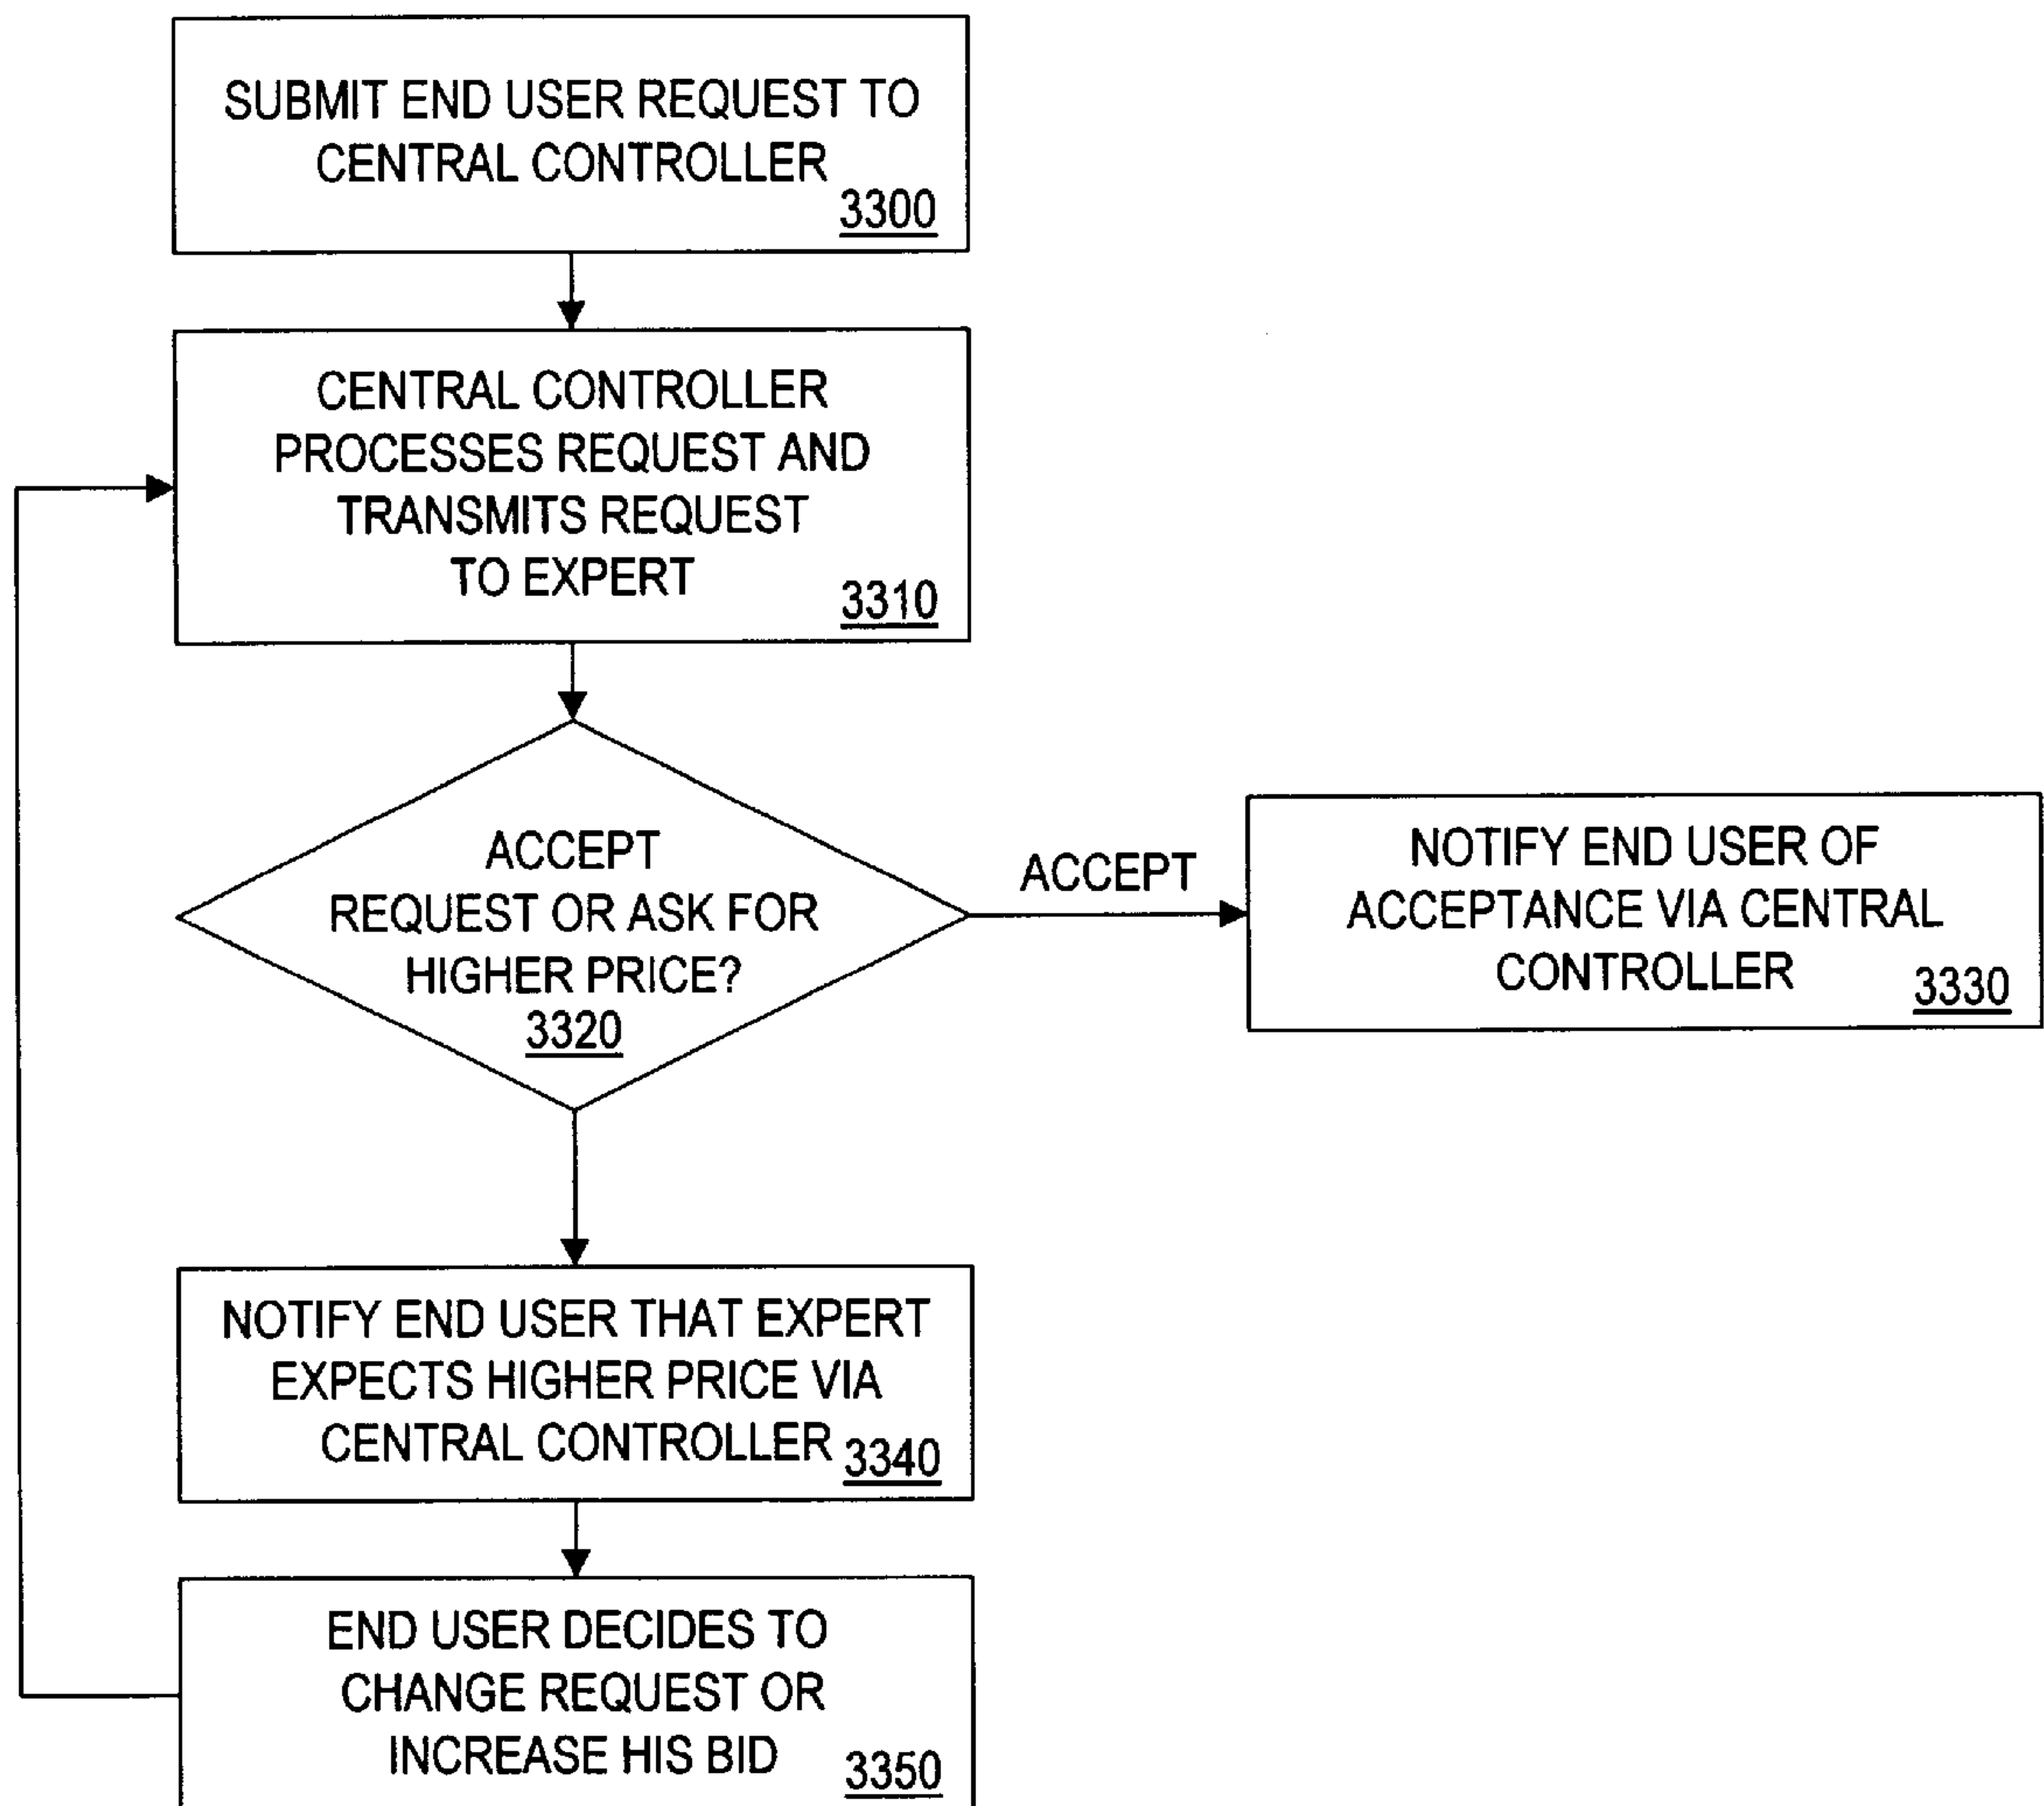 SUBMIT END USER REQUEST TO
CENTRAL CONTROLLER
3300
CENTRAL CONTROLLER
PROCESSES REQUEST AND
TRANSMITS REQUEST
TO EXPERT
3310
ACCEPT
REQUEST OR ASK FOR
HIGHER PRICE?
3320
ACCEPT
NOTIFY END USER OF
ACCEPTANCE VIA CENTRAL
CONTROLLER
3330
NOTIFY END USER THAT EXPERT
EXPECTS HIGHER PRICE VIA
CENTRAL CONTROLLER
3340
END USER DECIDES TO
CHANGE REQUEST OR
INCREASE HIS BID
3350